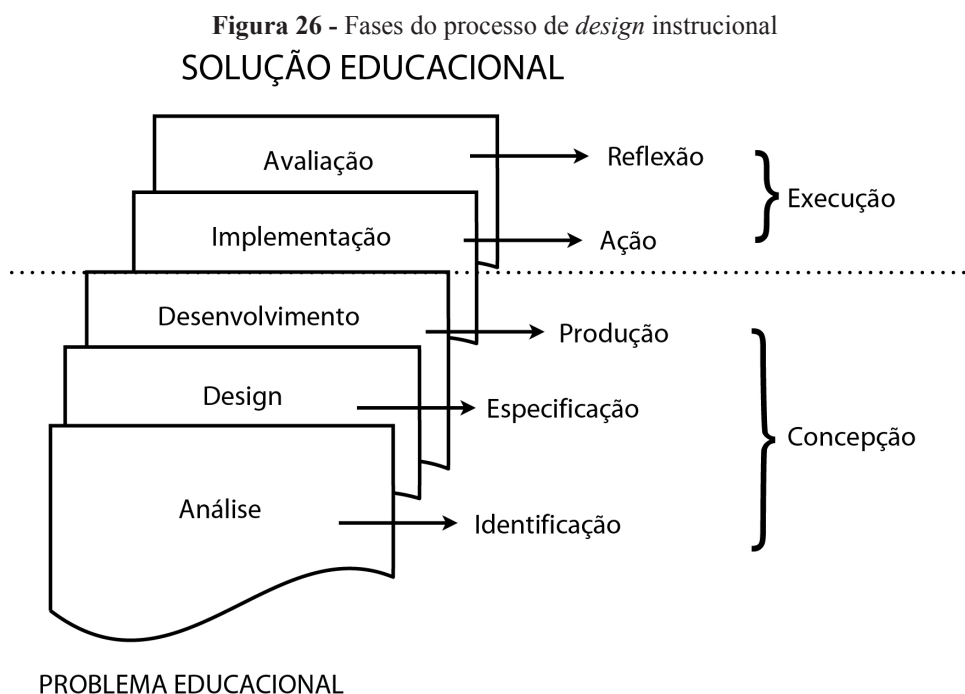 Figura 26 - Fases do processo de design instrucional
SOLUÇÃO EDUCACIONAL
Avaliação
Reflexão
Execução
Implementação
Ação
Desenvolvimento
Produção
Design
Especificação
Concepção
Análise
Identificação
PROBLEMA EDUCACIONAL